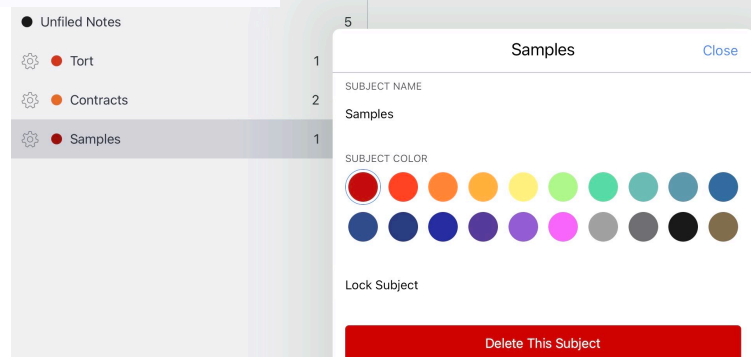 Unfiled Notes 5
Tort 1
Contracts 2
Samples 1
Samples Close
SUBJECT NAME
Samples
SUBJECT COLOR
Lock Subject
Delete This Subject